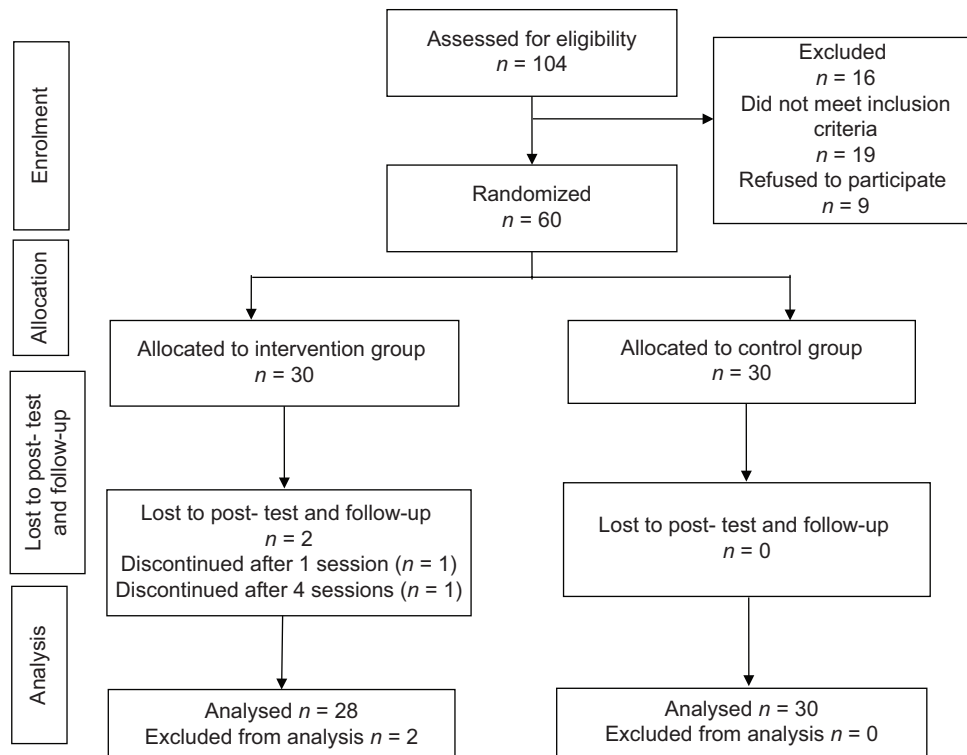 Enrolment
Assessed for eligibility
n = 104
Excluded
n = 16
Did not meet inclusion
criteria
n = 19
Refused to participate
n = 9
Randomized
n = 60
Allocation
Allocated to intervention group
n = 30
Allocated to control group
n = 30
Lost to post- test
and follow-up
Lost to post- test and follow-up
n = 2
Discontinued after 1 session (n = 1)
Discontinued after 4 sessions (n = 1)
Lost to post- test and follow-up
n = 0
Analysis
Analysed n = 28
Excluded from analysis n = 2
Analysed n = 30
Excluded from analysis n = 0